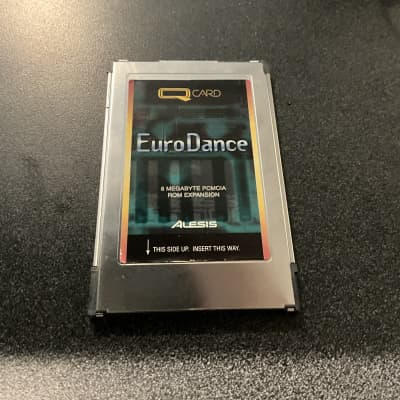 Q CARD
EuroDance
8 MEGABYTE PCMCIA
ROM EXPANSION
ALESIS
↓ THIS SIDE UP. INSERT THIS WAY.